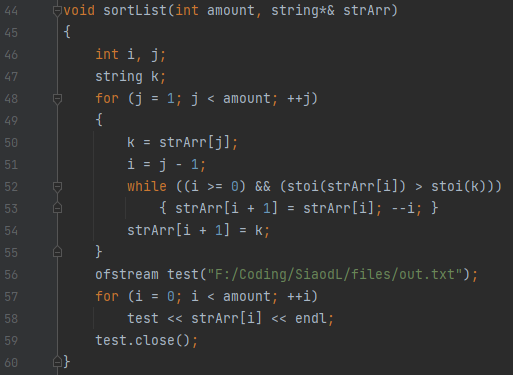 44 void sortList(int amount, string*& strArr)
45 {
46     int i, j;
47     string k;
48     for (j = 1; j < amount; ++j)
49     {
50         k = strArr[j];
51         i = j - 1;
52         while ((i >= 0) && (stoi(strArr[i]) > stoi(k)))
53             { strArr[i + 1] = strArr[i]; --i; }
54         strArr[i + 1] = k;
55     }
56     ofstream test("F:/Coding/SiaodL/files/out.txt");
57     for (i = 0; i < amount; ++i)
58         test << strArr[i] << endl;
59     test.close();
60 }